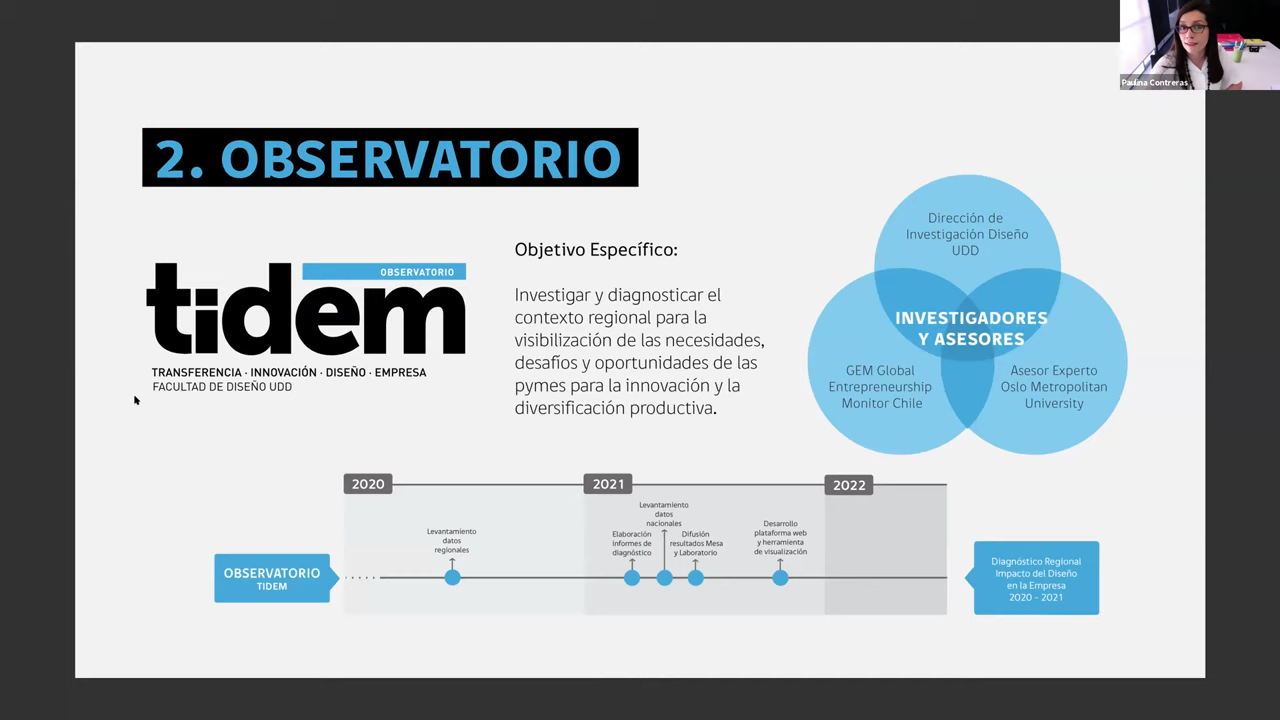 Paulina Contreras
2. OBSERVATORIO
OBSERVATORIO
tidem
TRANSFERENCIA · INNOVACIÓN · DISEÑO · EMPRESA
FACULTAD DE DISEÑO UDD
Objetivo Específico:
Investigar y diagnosticar el
contexto regional para la
visibilización de las necesidades,
desafíos y oportunidades de las
pymes para la innovación y la
diversificación productiva.
Dirección de
Investigación Diseño
UDD
INVESTIGADORES
Y ASESORES
GEM Global
Entrepreneurship
Monitor Chile
Asesor Experto
Oslo Metropolitan
University
2020
2021
2022
Levantamiento
datos
regionales
Elaboración
informes de
diagnóstico
Levantamiento
datos
nacionales
Difusión
resultados Mesa
y Laboratorio
Desarrollo
plataforma web
y herramienta
de visualización
OBSERVATORIO
TIDEM
Diagnóstico Regional
Impacto del Diseño
en la Empresa
2020 - 2021